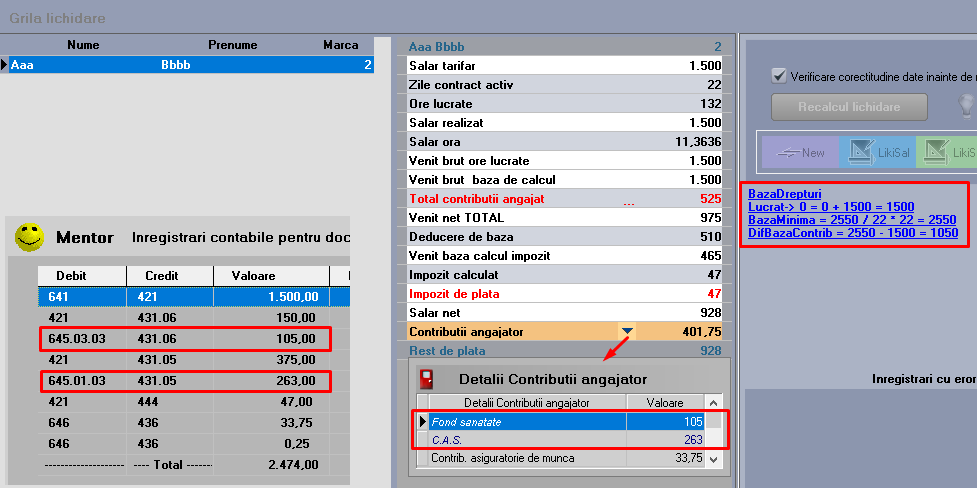 Grila lichidare
Nume Prenume Marca
Aaa Bbbb 2
Mentor Inregistrari contabile pentru doc
Debit Credit Valoare
641 421 1.500,00
421 431.06 150,00
645.03.03 431.06 105,00
421 431.05 375,00
645.01.03 431.05 263,00
421 444 47,00
646 436 33,75
646 436 0,25
---------------- ---- Total ------- 2.474,00
Aaa Bbbb 2
Salar tarifar 1.500
Zile contract activ 22
Ore lucrate 132
Salar realizat 1.500
Salar ora 11,3636
Venit brut ore lucrate 1.500
Venit brut baza de calcul 1.500
Total contributii angajat ... 525
Venit net TOTAL 975
Deducere de baza 510
Venit baza calcul impozit 465
Impozit calculat 47
Impozit de plata 47
Salar net 928
Contributii angajator 401,75
Rest de plata 928
Detalii Contributii angajator
Detalii Contributii angajator Valoare
Fond sanatate 105
C.A.S. 263
Contrib. asiguratorie de munca 33,75
Verificare corectitudine date inainte de
Recalcul lichidare
New LikiSal LikiS
BazaDrepturi
Lucrat-> 0 = 0 + 1500 = 1500
BazaMinima = 2550 / 22 * 22 = 2550
DifBazaContrib = 2550 - 1500 = 1050
Inregistrari cu eror